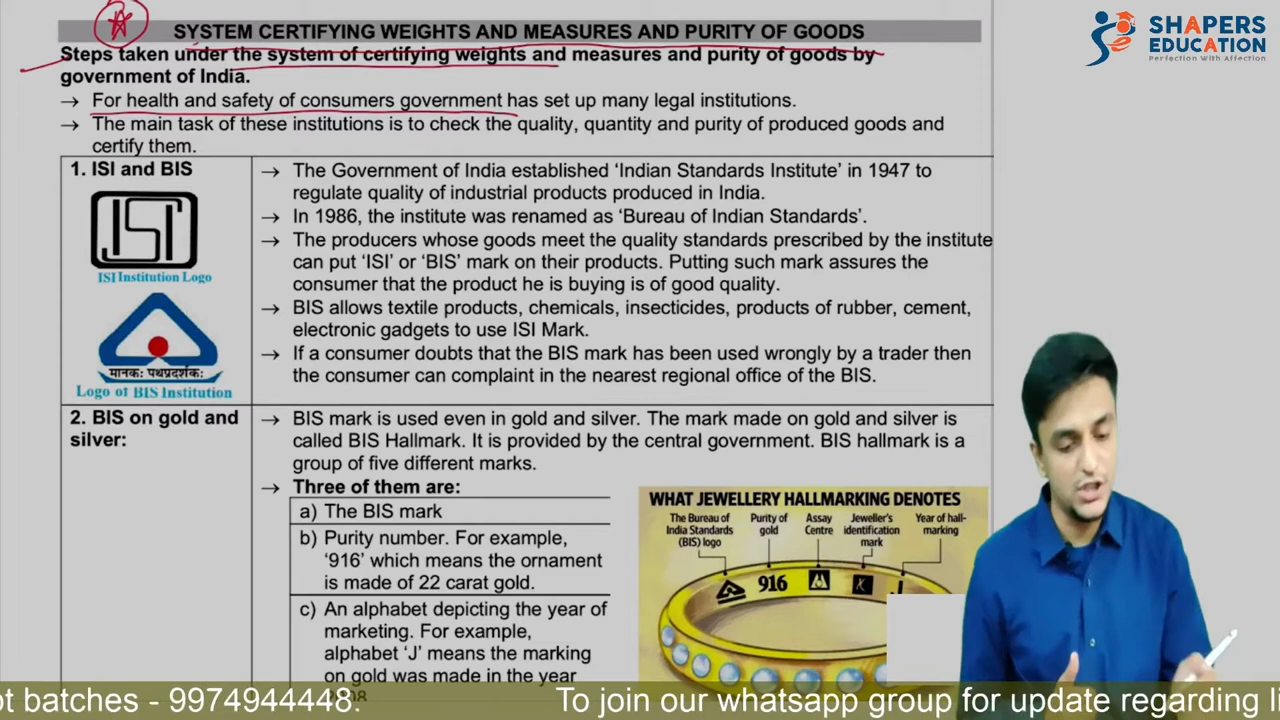 SYSTEM CERTIFYING WEIGHTS AND MEASURES AND PURITY OF GOODS
SHAPERS
EDUCATION
Perfection With Affection
Steps taken under the system of certifying weights and measures and purity of goods by
government of India.
→ For health and safety of consumers government has set up many legal institutions.
→ The main task of these institutions is to check the quality, quantity and purity of produced goods and
certify them.
1. ISI and BIS
ISI
ISI Institution Logo
मानकः पथप्रदर्शकः
Logo of BIS Institution
→ The Government of India established ‘Indian Standards Institute’ in 1947 to
regulate quality of industrial products produced in India.
→ In 1986, the institute was renamed as ‘Bureau of Indian Standards’.
→ The producers whose goods meet the quality standards prescribed by the institute
can put ‘ISI’ or ‘BIS’ mark on their products. Putting such mark assures the
consumer that the product he is buying is of good quality.
→ BIS allows textile products, chemicals, insecticides, products of rubber, cement,
electronic gadgets to use ISI Mark.
→ If a consumer doubts that the BIS mark has been used wrongly by a trader then
the consumer can complaint in the nearest regional office of the BIS.
2. BIS on gold and
silver:
→ BIS mark is used even in gold and silver. The mark made on gold and silver is
called BIS Hallmark. It is provided by the central government. BIS hallmark is a
group of five different marks.
→ Three of them are:
a) The BIS mark
b) Purity number. For example,
‘916’ which means the ornament
is made of 22 carat gold.
c) An alphabet depicting the year of
marketing. For example,
alphabet ‘J’ means the marking
on gold was made in the year
WHAT JEWELLERY HALLMARKING DENOTES
The Bureau of
India Standards
(BIS) logo
Purity of
gold
Assay
Centre
Jeweller's
identification
mark
Year of hall-
marking
916
K
J
ot batches - 9974944448.
To join our whatsapp group for update regarding